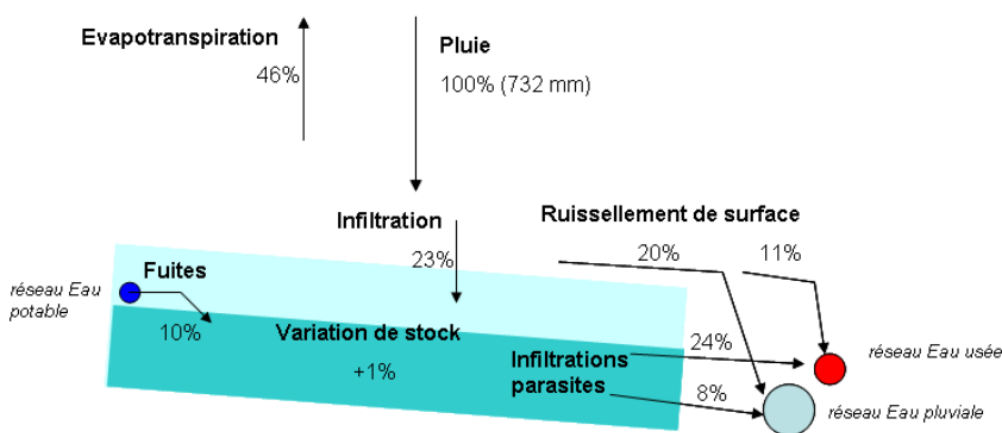 Evapotranspiration
46%
Pluie
100% (732 mm)
Infiltration
23%
Ruissellement de surface
20%
11%
réseau Eau
potable
Fuites
10%
Variation de stock
+1%
Infiltrations
parasites
24%
8%
réseau Eau usée
réseau Eau pluviale